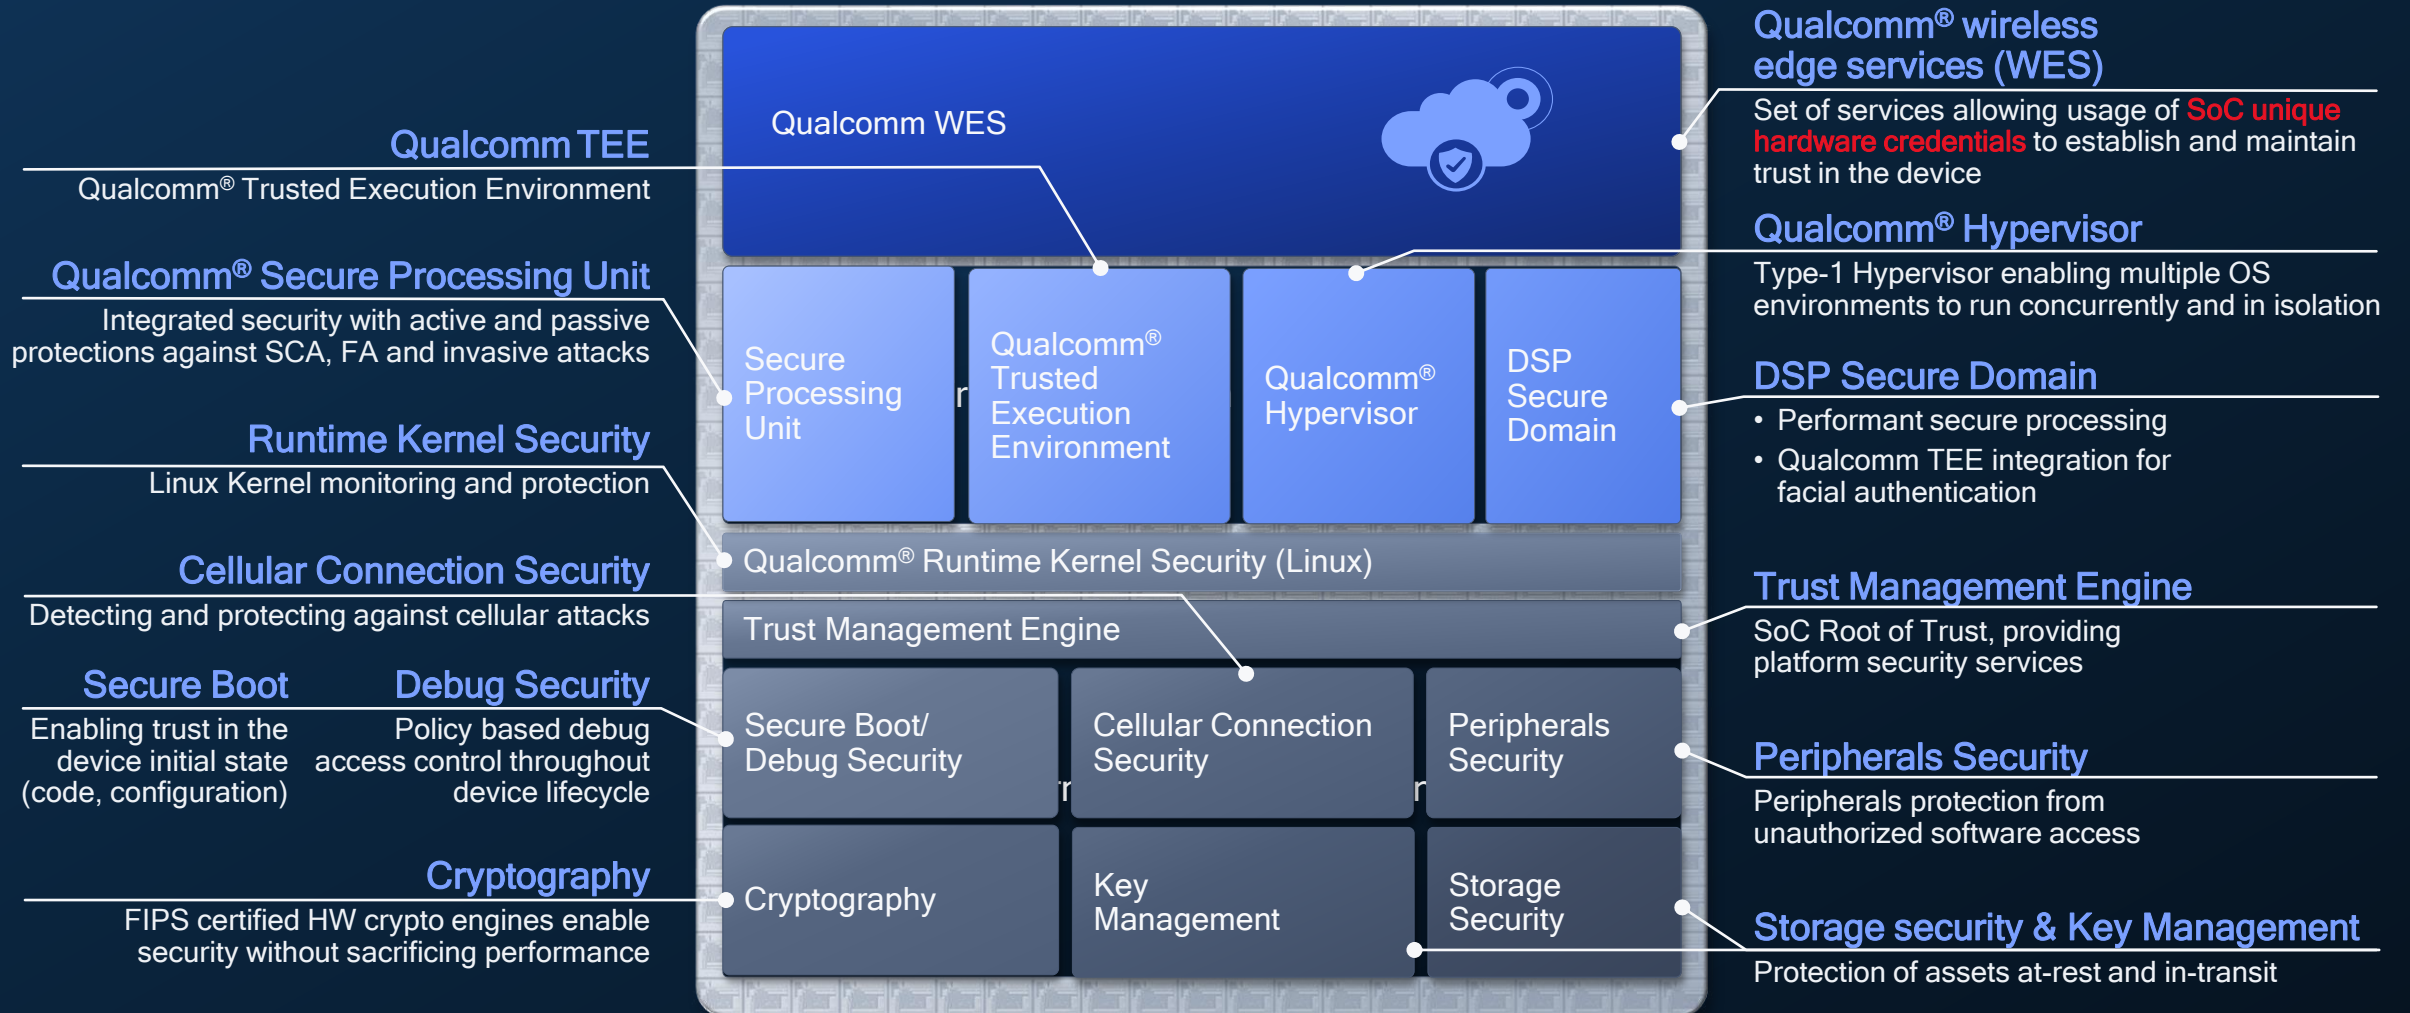 Qualcomm TEE
Qualcomm® Trusted Execution Environment
Qualcomm® Secure Processing Unit
Integrated security with active and passive
protections against SCA, FA and invasive attacks
Runtime Kernel Security
Linux Kernel monitoring and protection
Cellular Connection Security
Detecting and protecting against cellular attacks
Secure Boot
Enabling trust in the
device initial state
(code, configuration)
Debug Security
Policy based debug
access control throughout
device lifecycle
Cryptography
FIPS certified HW crypto engines enable
security without sacrificing performance
Qualcomm WES
Secure
Processing
Unit
Qualcomm®
Trusted
Execution
Environment
Qualcomm®
Hypervisor
DSP
Secure
Domain
Qualcomm® Runtime Kernel Security (Linux)
Trust Management Engine
Secure Boot/
Debug Security
Cellular Connection
Security
Peripherals
Security
Cryptography
Key
Management
Storage
Security
Qualcomm® wireless
edge services (WES)
Set of services allowing usage of SoC unique
hardware credentials to establish and maintain
trust in the device
Qualcomm® Hypervisor
Type-1 Hypervisor enabling multiple OS
environments to run concurrently and in isolation
DSP Secure Domain
• Performant secure processing
• Qualcomm TEE integration for
facial authentication
Trust Management Engine
SoC Root of Trust, providing
platform security services
Peripherals Security
Peripherals protection from
unauthorized software access
Storage security & Key Management
Protection of assets at-rest and in-transit